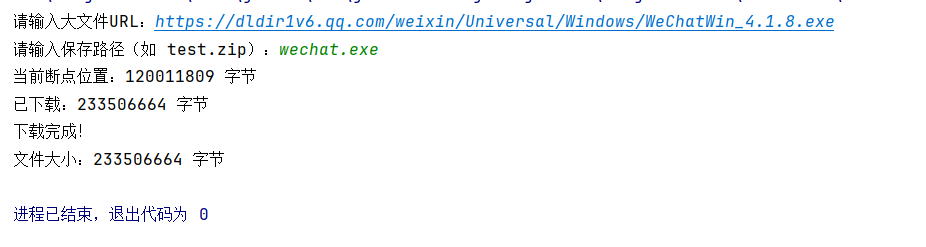 请输入大文件URL：https://dldir1v6.qq.com/weixin/Universal/Windows/WeChatWin_4.1.8.exe
请输入保存路径（如 test.zip）：wechat.exe
当前断点位置：120011809 字节
已下载：233506664 字节
下载完成！
文件大小：233506664 字节
进程已结束，退出代码为 0